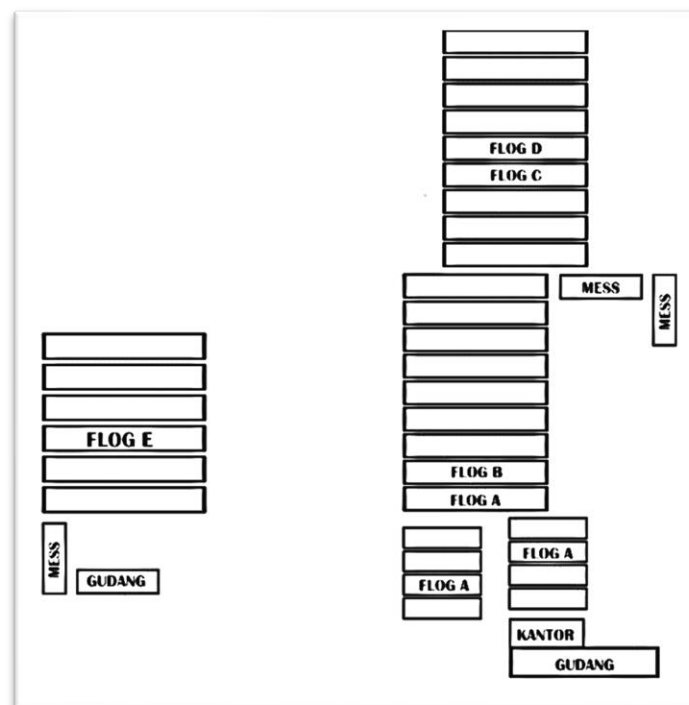 FLOG D
FLOG C
MESS
MESS
FLOG E
FLOG B
FLOG A
MESS
GUDANG
FLOG A
FLOG A
KANTOR
GUDANG